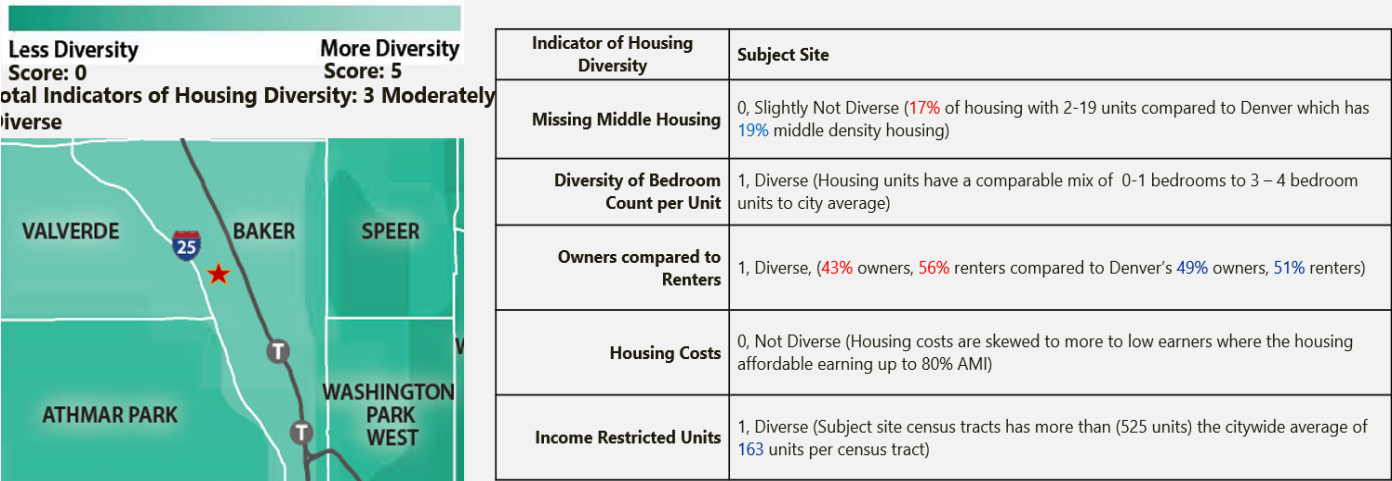 Less Diversity
More Diversity
Score: 0
Score: 5
otal Indicators of Housing Diversity: 3 Moderately
iverse
VALVERDE
25
BAKER
SPEER
T
WASHINGTON
PARK
WEST
ATHMAR PARK
T
Indicator of Housing
Diversity
Subject Site
Missing Middle Housing
0, Slightly Not Diverse (17% of housing with 2-19 units compared to Denver which has
19% middle density housing)
Diversity of Bedroom
Count per Unit
1, Diverse (Housing units have a comparable mix of  0-1 bedrooms to 3 – 4 bedroom
units to city average)
Owners compared to
Renters
1, Diverse, (43% owners, 56% renters compared to Denver’s 49% owners, 51% renters)
Housing Costs
0, Not Diverse (Housing costs are skewed to more to low earners where the housing
affordable earning up to 80% AMI)
Income Restricted Units
1, Diverse (Subject site census tracts has more than (525 units) the citywide average of
163 units per census tract)